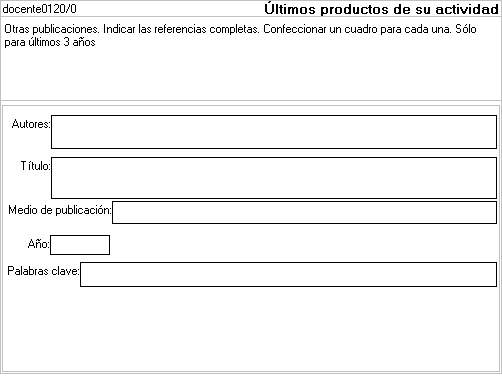 docente0120/0 Últimos productos de su actividad
Otras publicaciones. Indicar las referencias completas. Confeccionar un cuadro para cada una. Sólo
para últimos 3 años
Autores:
Título:
Medio de publicación:
Año:
Palabras clave: